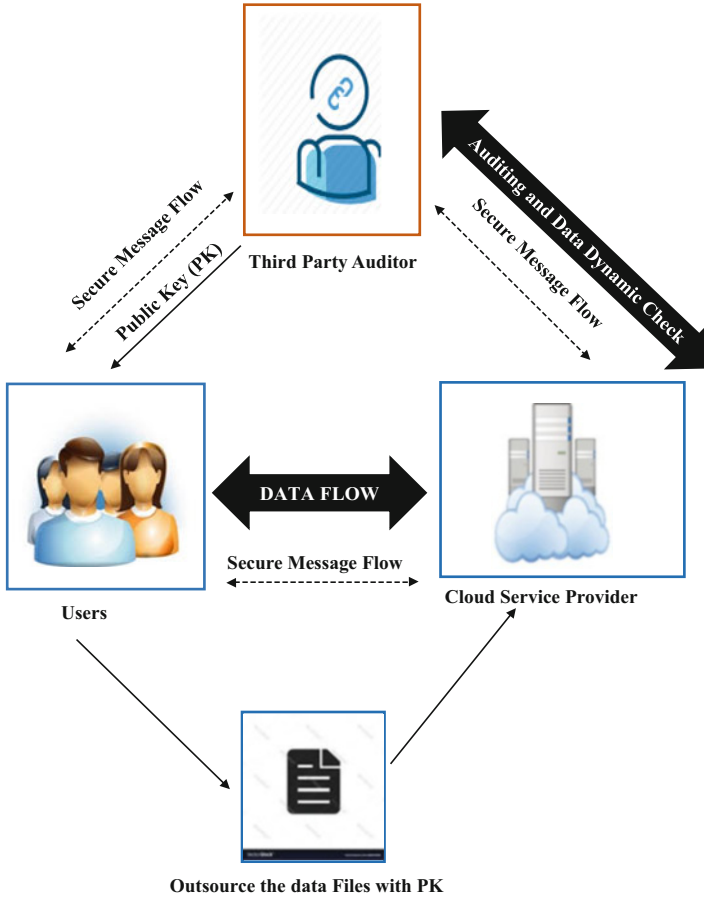 Auditing and Data Dynamic Check
Secure Message Flow
Secure Message Flow
Public Key (PK)
Third Party Auditor
DATA FLOW
Secure Message Flow
Users
Cloud Service Provider
Outsource the data Files with PK